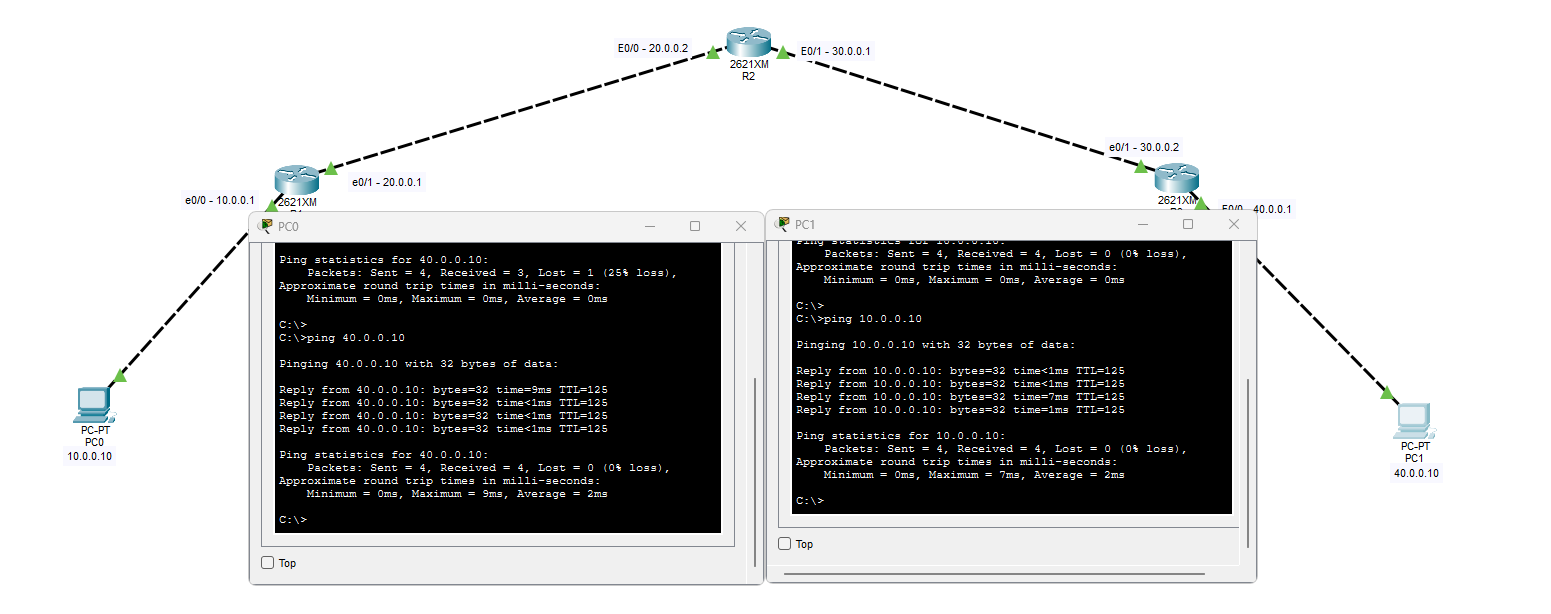 E0/0 - 20.0.0.2
E0/1 - 30.0.0.1
2621XM
R2
e0/1 - 30.0.0.2
e0/1 - 20.0.0.1
e0/0 - 10.0.0.1
2621XM
2621XM
40.0.0.1
PC0
Ping statistics for 40.0.0.10:
Packets: Sent = 4, Received = 3, Lost = 1 (25% loss),
Approximate round trip times in milli-seconds:
Minimum = 0ms, Maximum = 0ms, Average = 0ms
C:\>
C:\>ping 40.0.0.10
Pinging 40.0.0.10 with 32 bytes of data:
Reply from 40.0.0.10: bytes=32 time=9ms TTL=125
Reply from 40.0.0.10: bytes=32 time<1ms TTL=125
Reply from 40.0.0.10: bytes=32 time<1ms TTL=125
Reply from 40.0.0.10: bytes=32 time<1ms TTL=125
Ping statistics for 40.0.0.10:
Packets: Sent = 4, Received = 4, Lost = 0 (0% loss),
Approximate round trip times in milli-seconds:
Minimum = 0ms, Maximum = 9ms, Average = 2ms
C:\>
Top
PC1
Ping statistics for 10.0.0.10:
Packets: Sent = 4, Received = 4, Lost = 0 (0% loss),
Approximate round trip times in milli-seconds:
Minimum = 0ms, Maximum = 0ms, Average = 0ms
C:\>
C:\>ping 10.0.0.10
Pinging 10.0.0.10 with 32 bytes of data:
Reply from 10.0.0.10: bytes=32 time<1ms TTL=125
Reply from 10.0.0.10: bytes=32 time<1ms TTL=125
Reply from 10.0.0.10: bytes=32 time=7ms TTL=125
Reply from 10.0.0.10: bytes=32 time=1ms TTL=125
Ping statistics for 10.0.0.10:
Packets: Sent = 4, Received = 4, Lost = 0 (0% loss),
Approximate round trip times in milli-seconds:
Minimum = 0ms, Maximum = 7ms, Average = 2ms
C:\>
Top
PC-PT
PC0
10.0.0.10
PC-PT
PC1
40.0.0.10